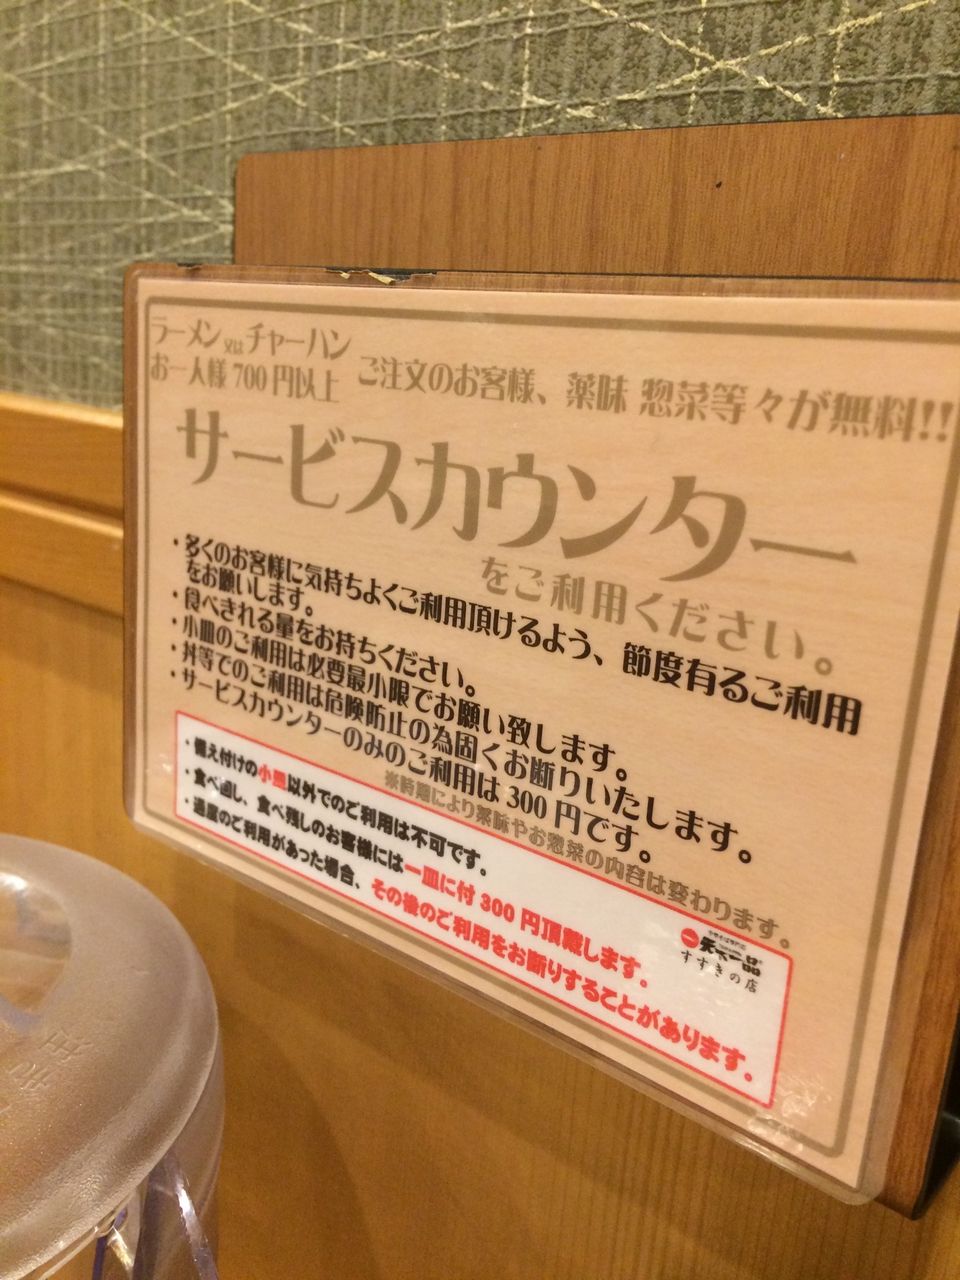 ラーメン又はチャーハン
お一人様700円以上
ご注文のお客様、薬味 惣菜等々が無料!!
サービスカウンター
をご利用ください。
・多くのお客様に気持ちよくご利用頂けるよう、節度有るご利用
をお願いします。
・食べきれる量をお持ちください。
・小皿のご利用は必要最小限でお願い致します。
・丼等でのご利用は危険防止の為固くお断りいたします。
・サービスカウンターのみのご利用は300円です。
※時期により薬味やお惣菜の内容は変わります。
・備え付けの小皿以外でのご利用は不可です。
・食べ回し、食べ残しのお客様には一皿に付300円頂戴します。
・過度のご利用があった場合、その後のご利用をお断りすることがあります。
天下一品
すすきの店